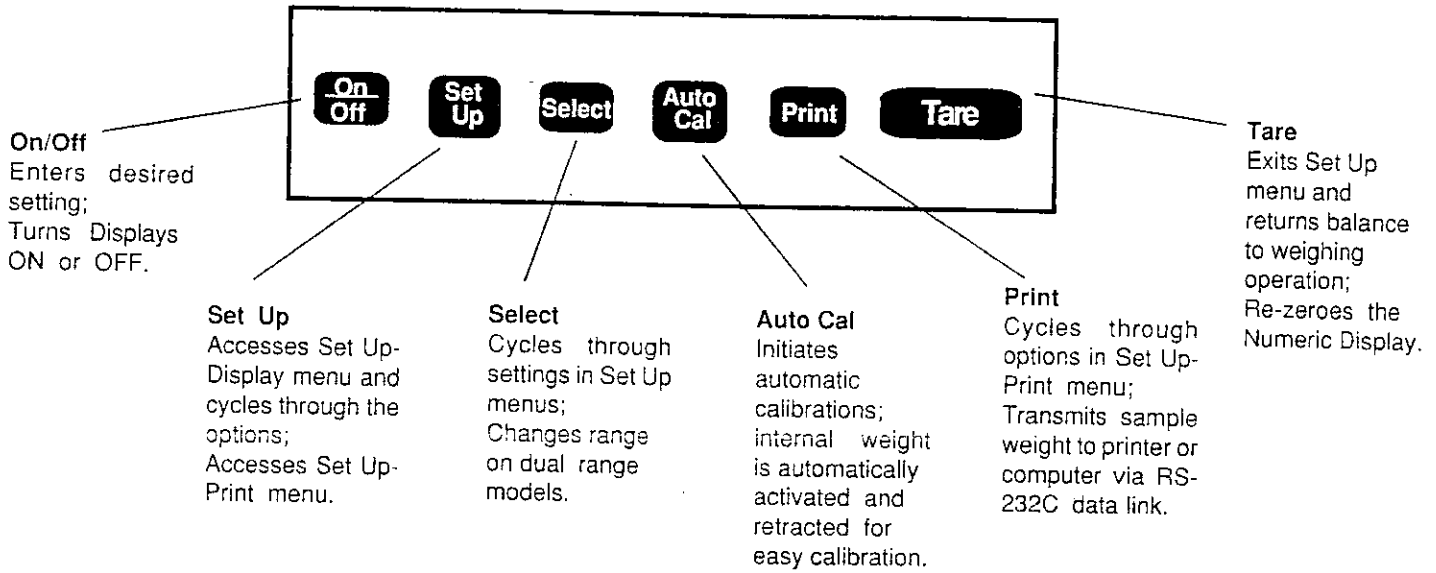 On
Off
Set
Up
Select
Auto
Cal
Print
Tare
On/Off
Enters desired
setting;
Turns Displays
ON or OFF.
Set Up
Accesses Set Up-
Display menu and
cycles through the
options;
Accesses Set Up-
Print menu.
Select
Cycles through
settings in Set Up
menus;
Changes range
on dual range
models.
Auto Cal
Initiates
automatic
calibrations;
internal weight
is automatically
activated and
retracted for
easy calibration.
Print
Cycles through
options in Set Up-
Print menu;
Transmits sample
weight to printer or
computer via RS-
232C data link.
Tare
Exits Set Up
menu and
returns balance
to weighing
operation;
Re-zeroes the
Numeric Display.